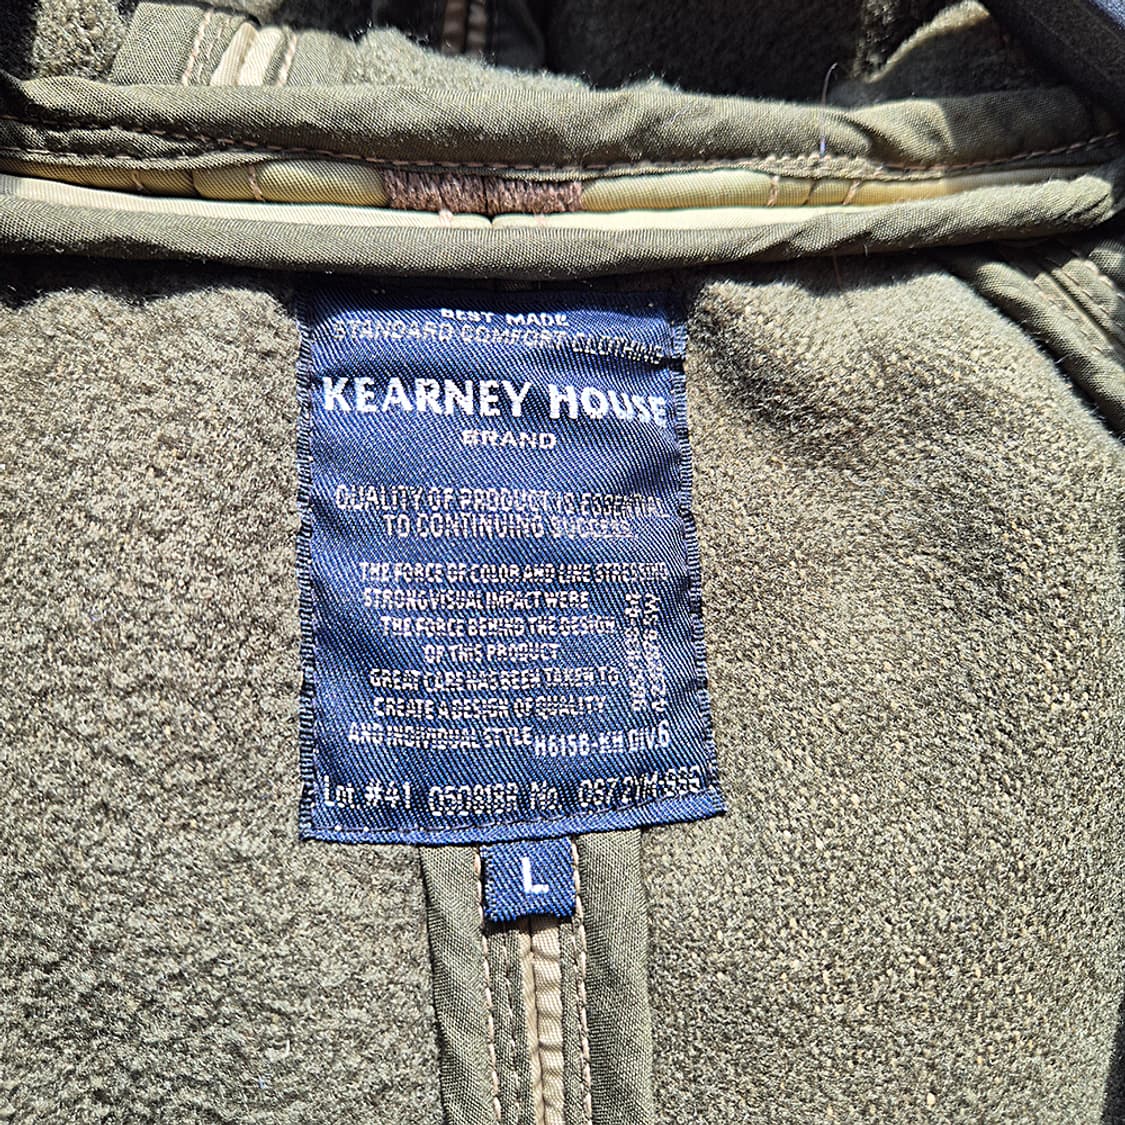 BEST MADE
STANDARD COMFORT CLOTHING
KEARNEY HOUSE
BRAND
QUALITY OF PRODUCT IS ESSENTIAL
TO CONTINUING SUCCESS
THE FORCE OF COLOR AND LINE STRESSING
STRONG VISUAL IMPACT WERE
THE FORCE BEHIND THE DESIGN
OF THIS PRODUCT
GREAT CARE HAS BEEN TAKEN TO
CREATE A DESIGN OF QUALITY
AND INDIVIDUAL STYLE
H615B-KH DIV.6
Lot #41 No.
L